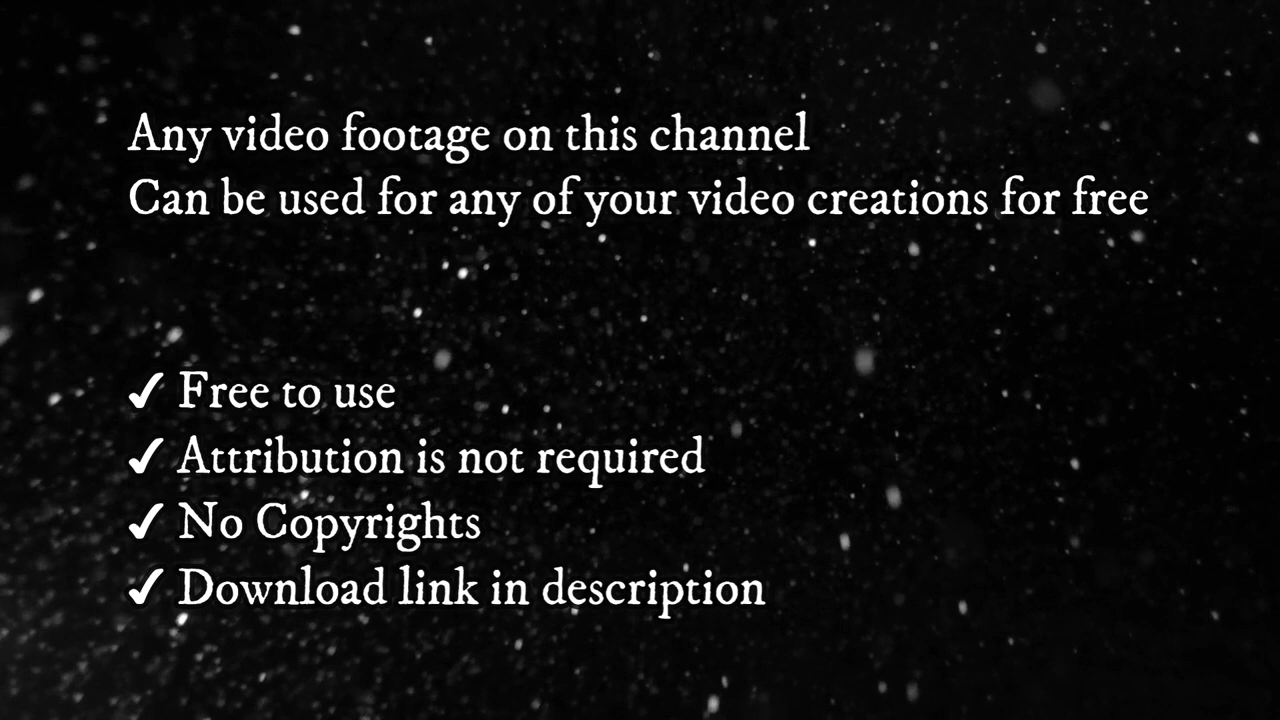 Any video footage on this channel
Can be used for any of your video creations for free
✓ Free to use
✓ Attribution is not required
✓ No Copyrights
✓ Download link in description